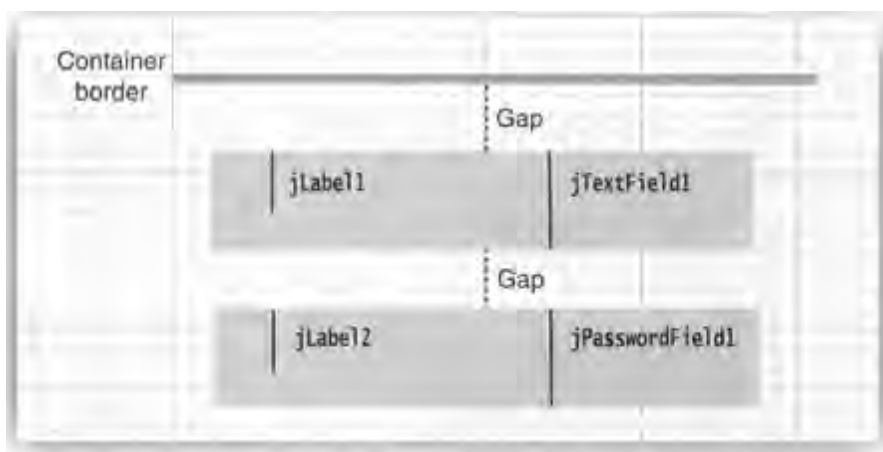 Container
border
Gap
jLabel1
jTextField1
Gap
jLabel2
jPasswordField1